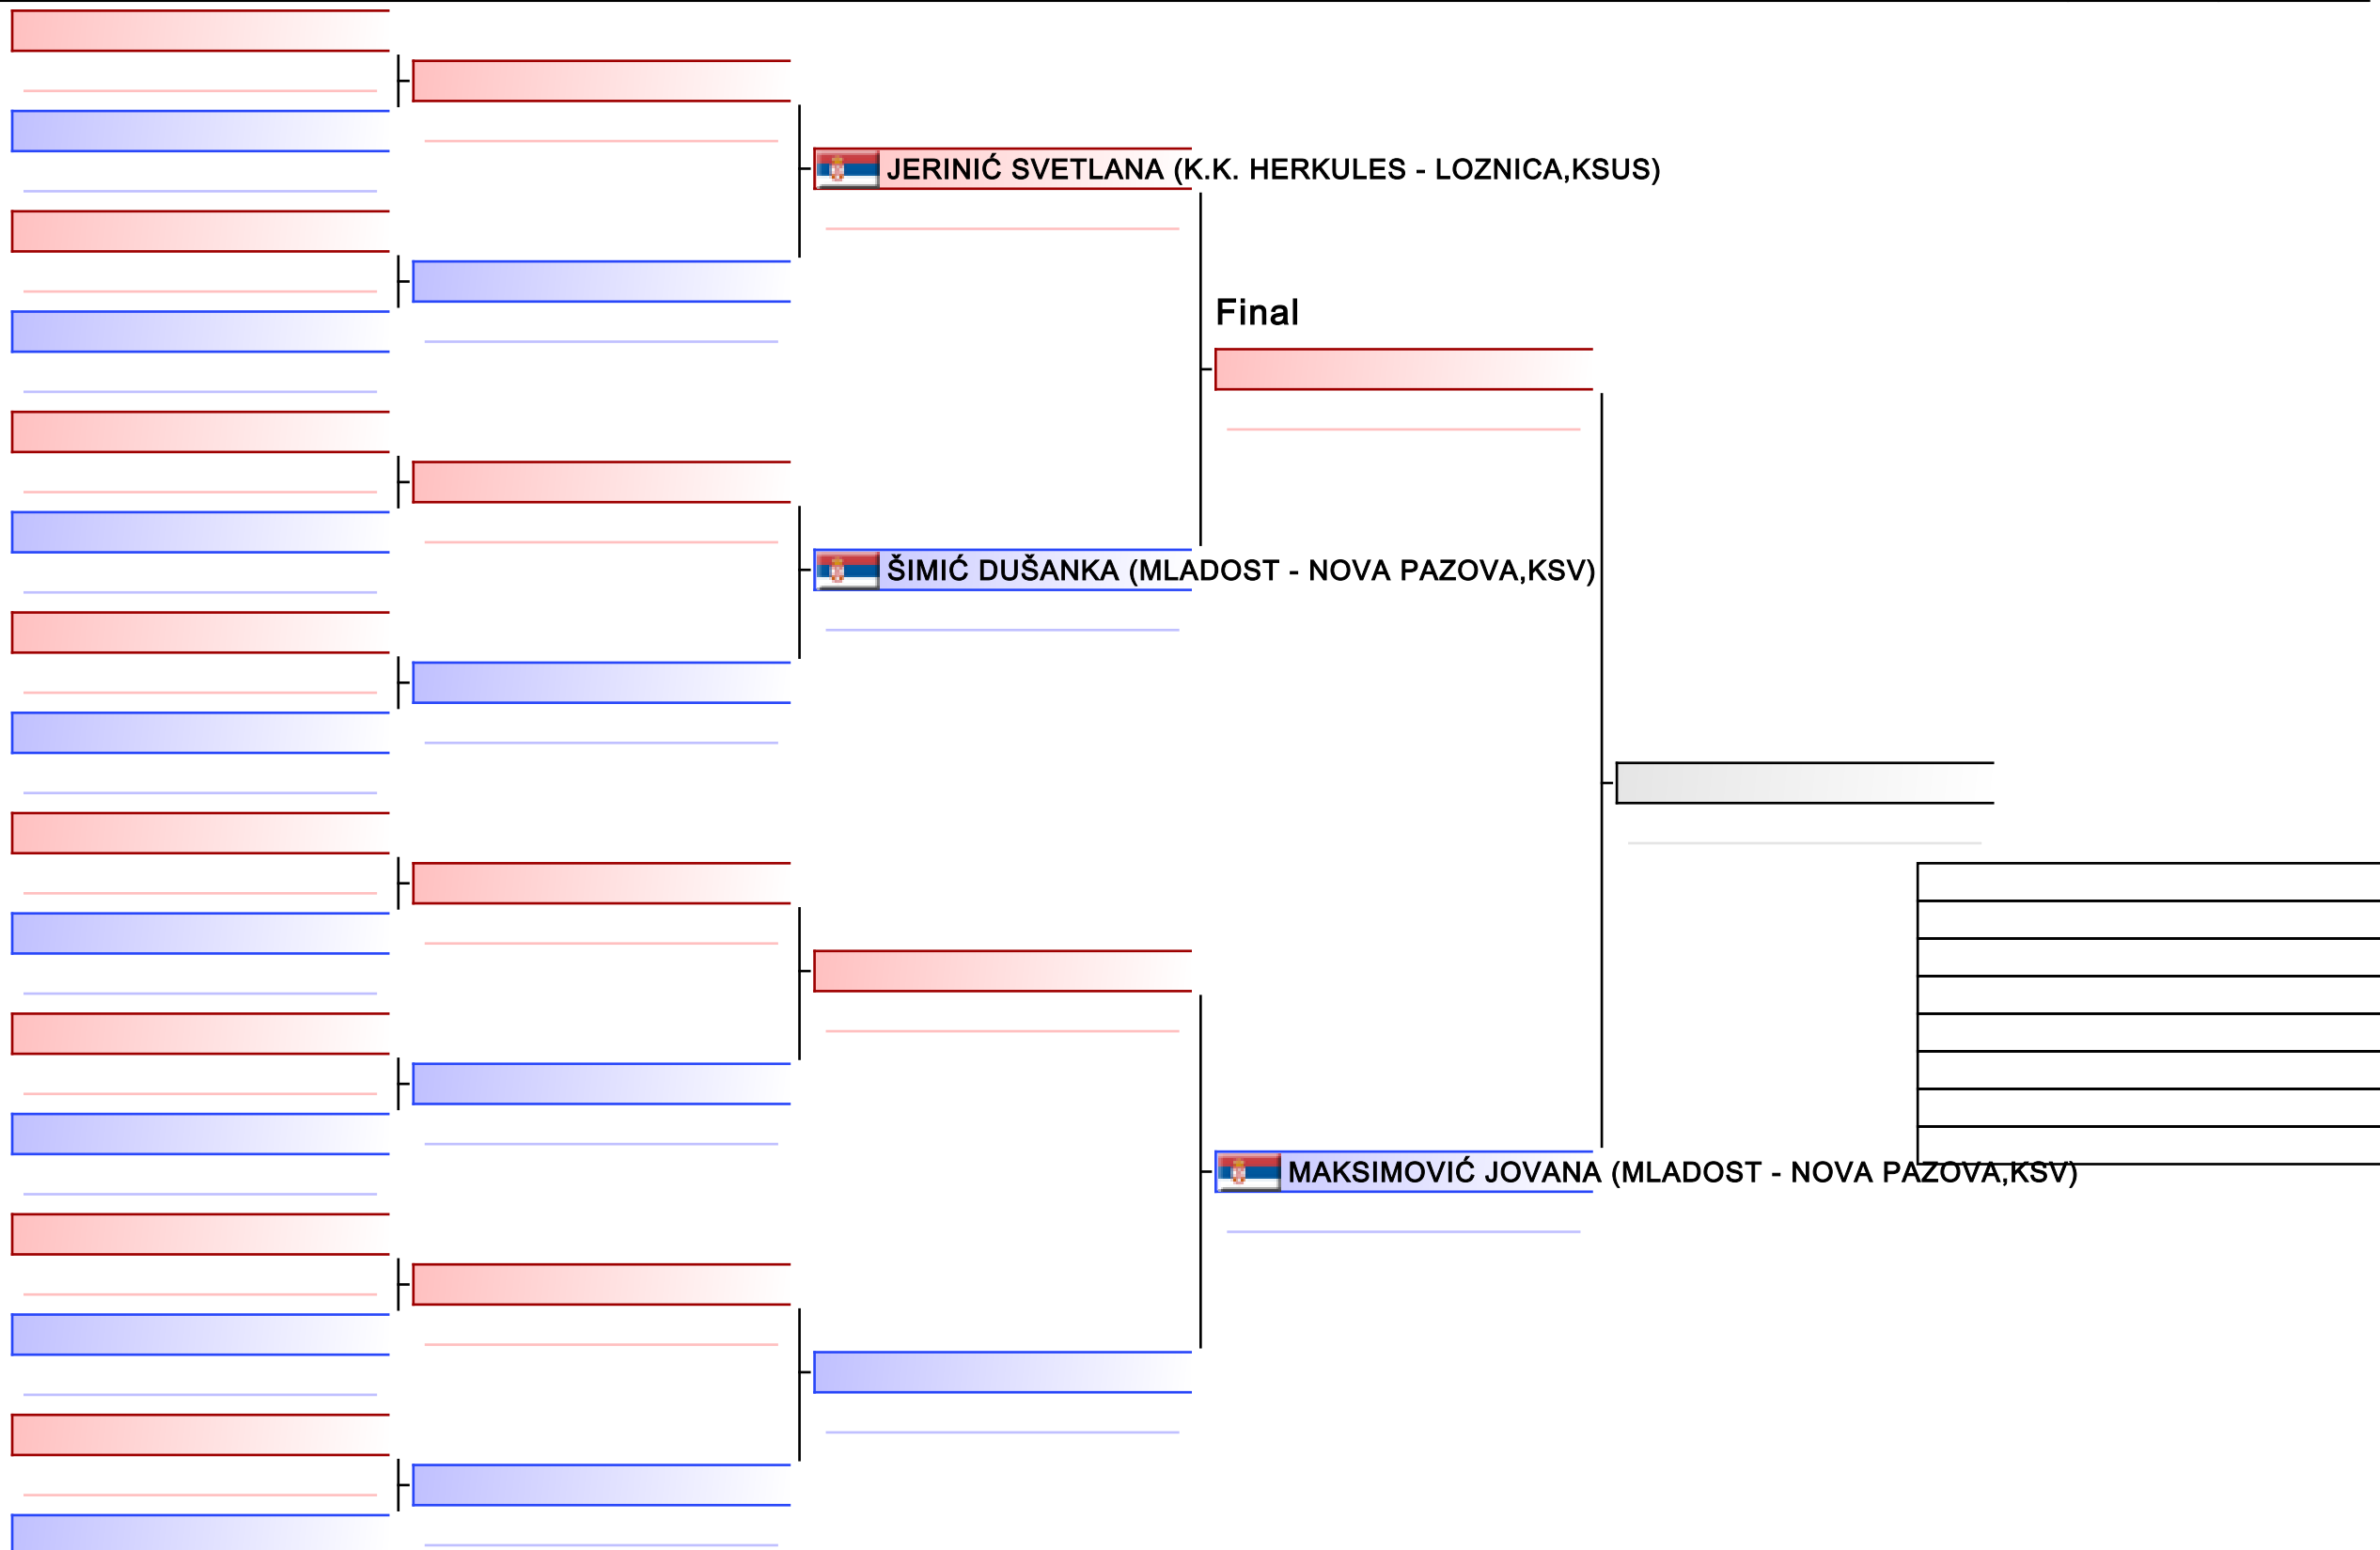 JERINIĆ SVETLANA (K.K. HERKULES - LOZNICA,KSUS)
Final
ŠIMIĆ DUŠANKA (MLADOST - NOVA PAZOVA,KSV)
MAKSIMOVIĆ JOVANA (MLADOST - NOVA PAZOVA,KSV)